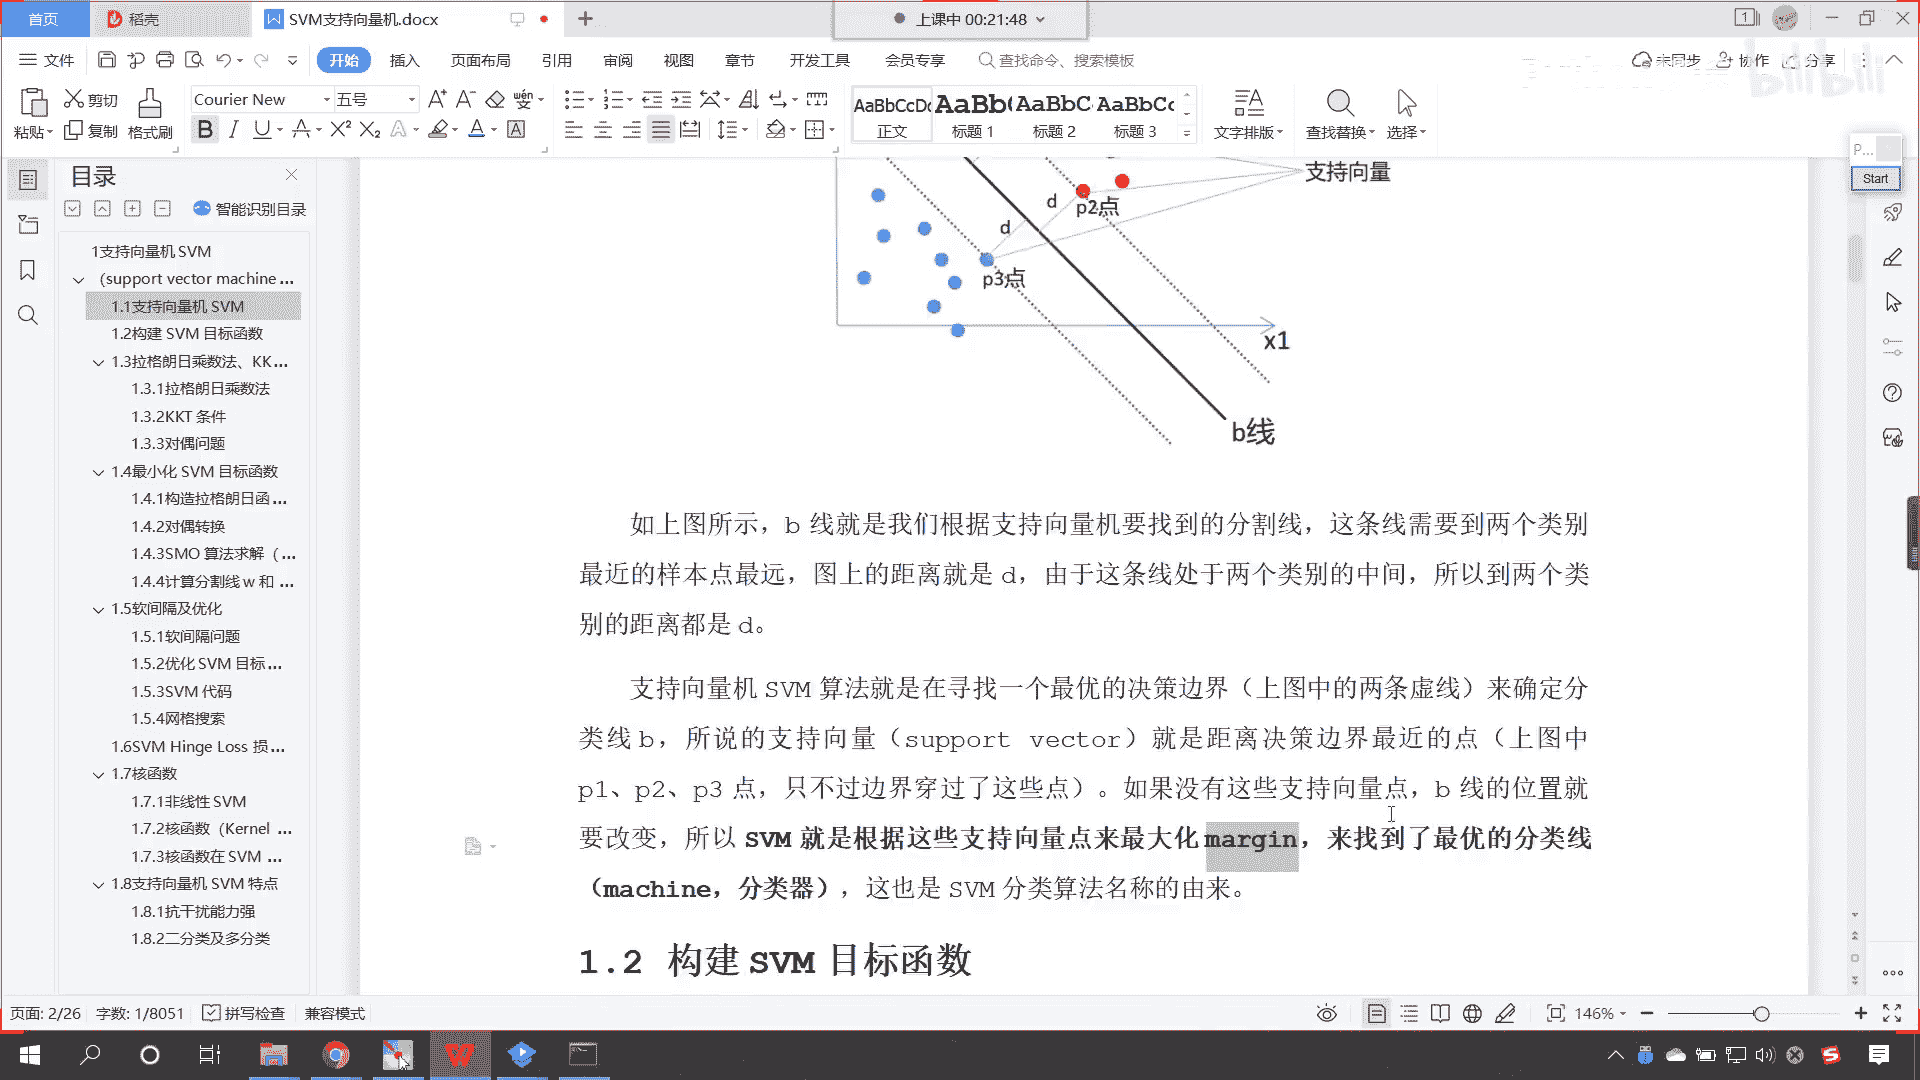 首页
稻壳
SVM支持向量机.docx
上课中 00:21:48
1
文件
开始
插入
页面布局
引用
审阅
视图
章节
开发工具
会员专享
查找命令、搜索模板
未同步
协作
分享
bilibili
粘贴
剪切
复制
格式刷
Courier New
五号
AaBbCcDd
正文
AaBb(
标题 1
AaBbC
标题 2
AaBbCc
标题 3
文字排版
查找替换
选择
P...
Start
目录
智能识别目录
1支持向量机 SVM
(support vector machine ...
1.1支持向量机 SVM
1.2构建 SVM 目标函数
1.3拉格朗日乘数法、KK...
1.3.1拉格朗日乘数法
1.3.2KKT 条件
1.3.3对偶问题
1.4最小化 SVM 目标函数
1.4.1构造拉格朗日函 ...
1.4.2对偶转换
1.4.3SMO 算法求解（ ...
1.4.4计算分割线 w 和 ...
1.5软间隔及优化
1.5.1软间隔问题
1.5.2优化 SVM 目标 ...
1.5.3SVM 代码
1.5.4网格搜索
1.6SVM Hinge Loss 损...
1.7核函数
1.7.1非线性 SVM
1.7.2核函数（Kernel ...
1.7.3核函数在 SVM ...
1.8支持向量机 SVM 特点
1.8.1抗干扰能力强
1.8.2二分类及多分类
支持向量
d
p2点
d
p3点
x1
b线
如上图所示，b 线就是我们根据支持向量机要找到的分割线，这条线需要到两个类别
最近的样本点最远，图上的距离就是 d，由于这条线处于两个类别的中间，所以到两个类
别的距离都是 d。
支持向量机 SVM 算法就是在寻找一个最优的决策边界（上图中的两条虚线）来确定分
类线 b，所说的支持向量（support vector）就是距离决策边界最近的点（上图中
p1、p2、p3 点，只不过边界穿过了这些点）。如果没有这些支持向量点，b 线的位置就
要改变，所以 SVM 就是根据这些支持向量点来最大化 margin，来找到了最优的分类线
（machine，分类器），这也是 SVM 分类算法名称的由来。
1.2 构建 SVM 目标函数
页面: 2/26
字数: 1/8051
拼写检查
兼容模式
146%